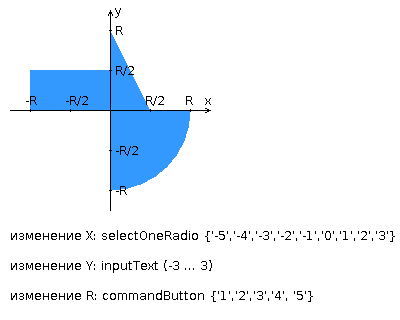 y
R
R/2
-R -R/2 R/2 R x
-R/2
-R
изменение X: selectOneRadio {'-5','-4','-3','-2','-1','0','1','2','3'}
изменение Y: inputText (-3 ... 3)
изменение R: commandButton {'1','2','3','4', '5'}